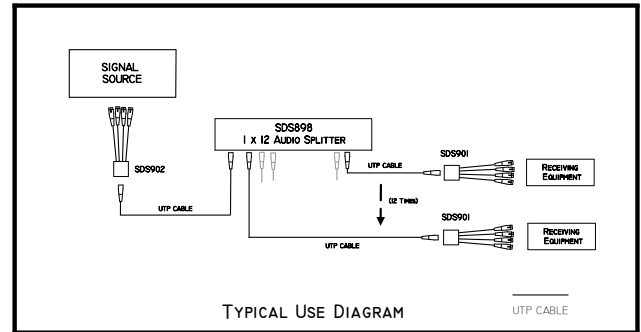 SIGNAL
SOURCE
SDS902
UTP CABLE
SDS898
1 X 12 AUDIO SPLITTER
UTP CABLE
SDS901
RECEIVING
EQUIPMENT
(12 TIMES)
UTP CABLE
SDS901
RECEIVING
EQUIPMENT
TYPICAL USE DIAGRAM
UTP CABLE